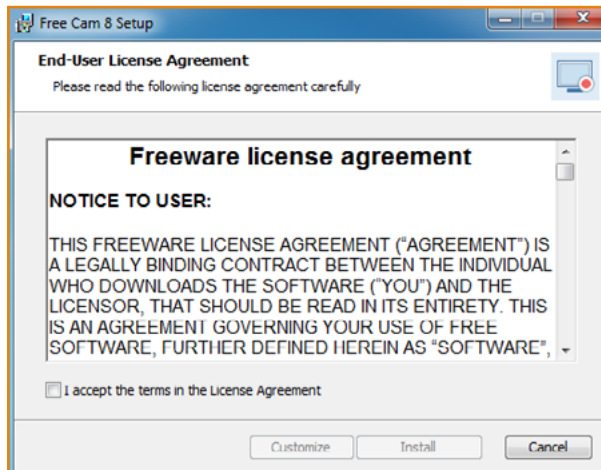 Free Cam 8 Setup
End-User License Agreement
Please read the following license agreement carefully
Freeware license agreement
NOTICE TO USER:
THIS FREEWARE LICENSE AGREEMENT (“AGREEMENT”) IS
A LEGALLY BINDING CONTRACT BETWEEN THE INDIVIDUAL
WHO DOWNLOADS THE SOFTWARE (“YOU”) AND THE
LICENSOR, THAT SHOULD BE READ IN ITS ENTIRETY. THIS
IS AN AGREEMENT GOVERNING YOUR USE OF FREE
SOFTWARE, FURTHER DEFINED HEREIN AS “SOFTWARE”,
I accept the terms in the License Agreement
Customize Install Cancel